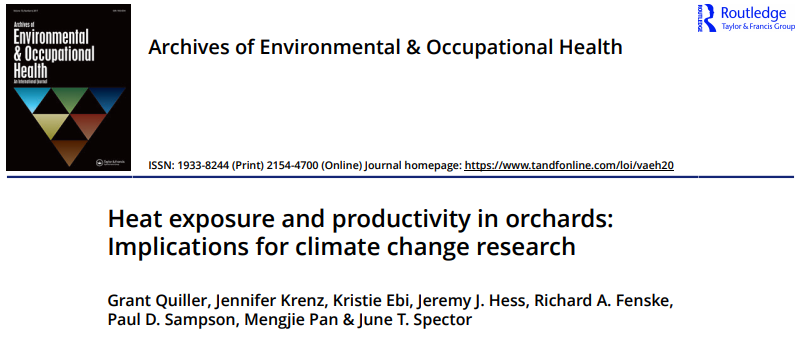 Archives of
Environmental
& Occupational
Health
An International Journal
Routledge
Taylor & Francis Group
ROUTLEDGE
Archives of Environmental & Occupational Health
ISSN: 1933-8244 (Print) 2154-4700 (Online) Journal homepage: https://www.tandfonline.com/loi/vaeh20
Heat exposure and productivity in orchards:
Implications for climate change research
Grant Quiller, Jennifer Krenz, Kristie Ebi, Jeremy J. Hess, Richard A. Fenske,
Paul D. Sampson, Mengjie Pan & June T. Spector